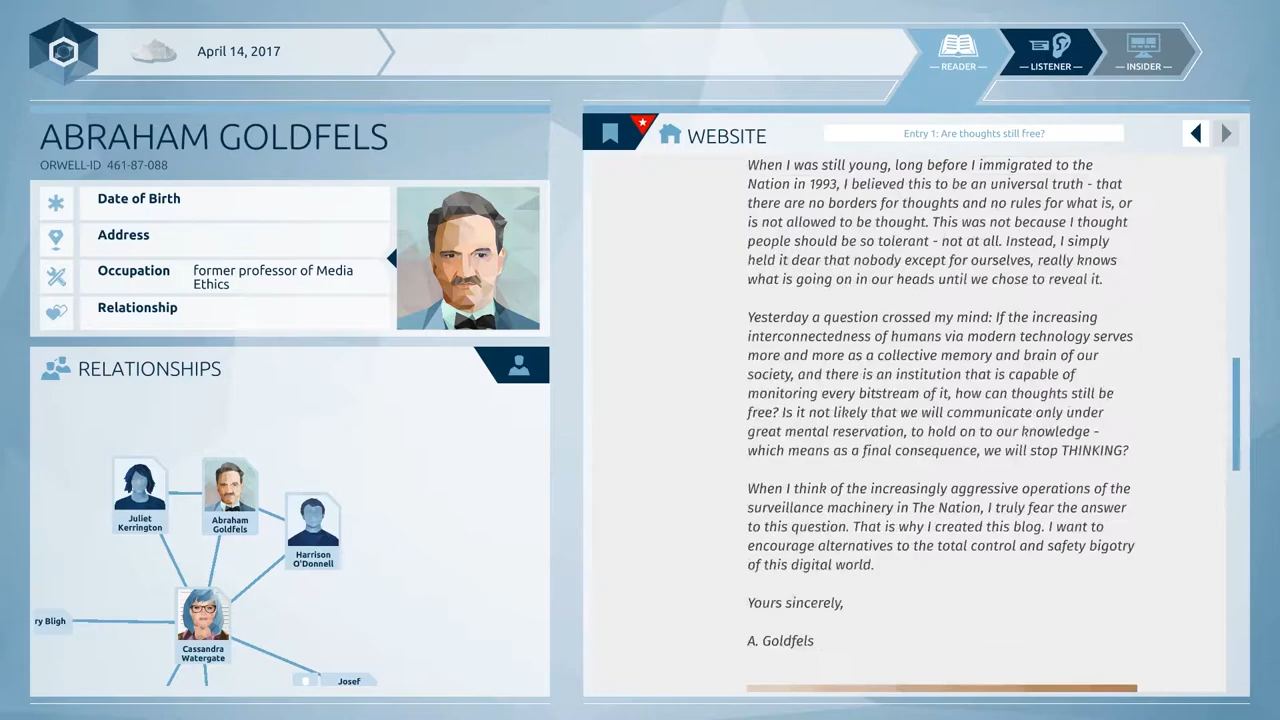 April 14, 2017
— READER —
— LISTENER —
— INSIDER —
ABRAHAM GOLDFELS
ORWELL-ID 461-87-088
Date of Birth
Address
Occupation former professor of Media
Ethics
Relationship
RELATIONSHIPS
Juliet
Kerrington
Abraham
Goldfels
Harrison
O'Donnell
ry Bligh
Cassandra
Watergate
Josef
WEBSITE
Entry 1: Are thoughts still free?
When I was still young, long before I immigrated to the
Nation in 1993, I believed this to be an universal truth - that
there are no borders for thoughts and no rules for what is, or
is not allowed to be thought. This was not because I thought
people should be so tolerant - not at all. Instead, I simply
held it dear that nobody except for ourselves, really knows
what is going on in our heads until we chose to reveal it.
Yesterday a question crossed my mind: If the increasing
interconnectedness of humans via modern technology serves
more and more as a collective memory and brain of our
society, and there is an institution that is capable of
monitoring every bitstream of it, how can thoughts still be
free? Is it not likely that we will communicate only under
great mental reservation, to hold on to our knowledge -
which means as a final consequence, we will stop THINKING?
When I think of the increasingly aggressive operations of the
surveillance machinery in The Nation, I truly fear the answer
to this question. That is why I created this blog. I want to
encourage alternatives to the total control and safety bigotry
of this digital world.
Yours sincerely,
A. Goldfels